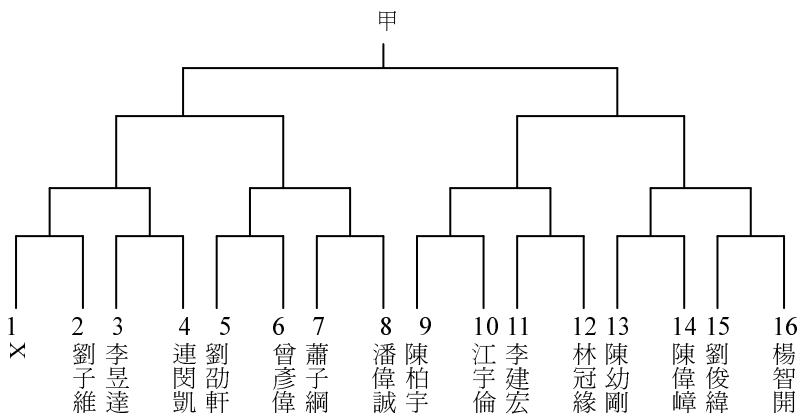 甲
1 2 3 4 5 6 7 8 9 10 11 12 13 14 15 16
X
劉子維
李昱達
連閔凱
劉劭軒
曾彥偉
蕭子綱
潘偉誠
陳柏宇
江宇倫
李建宏
林冠緣
陳幼剛
陳偉嶂
劉俊緯
楊智開